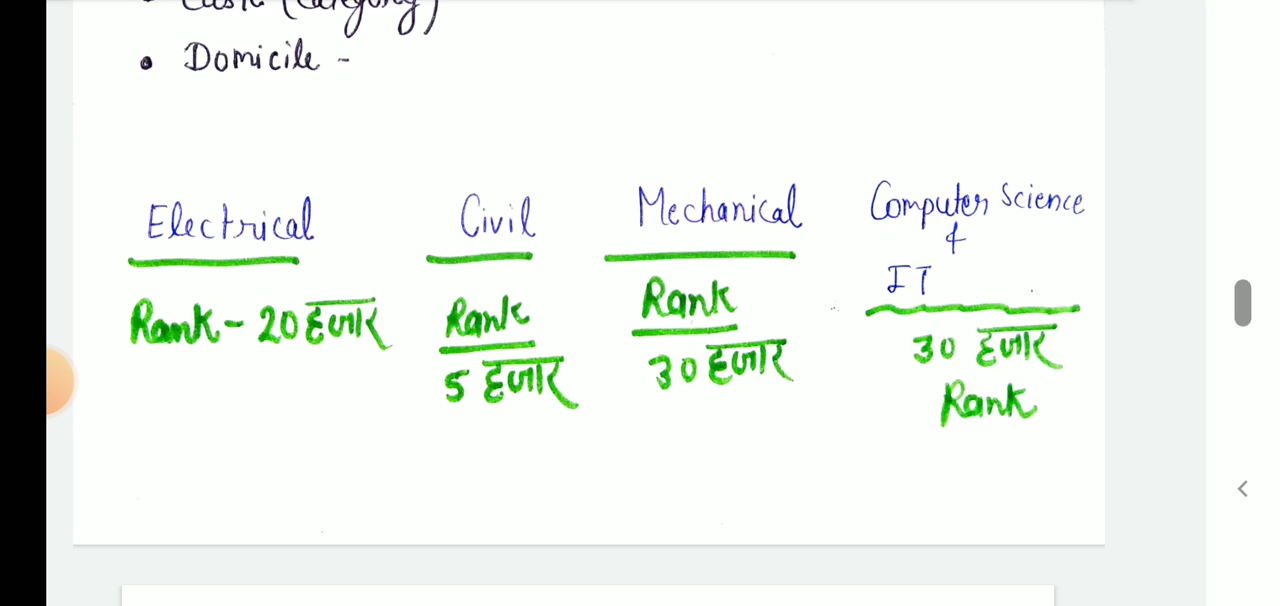 (Category)
• Domicile -
Electrical Civil Mechanical Computer Science
&
IT
Rank - 20 हजार Rank Rank 30 हजार
5 हजार 30 हजार Rank